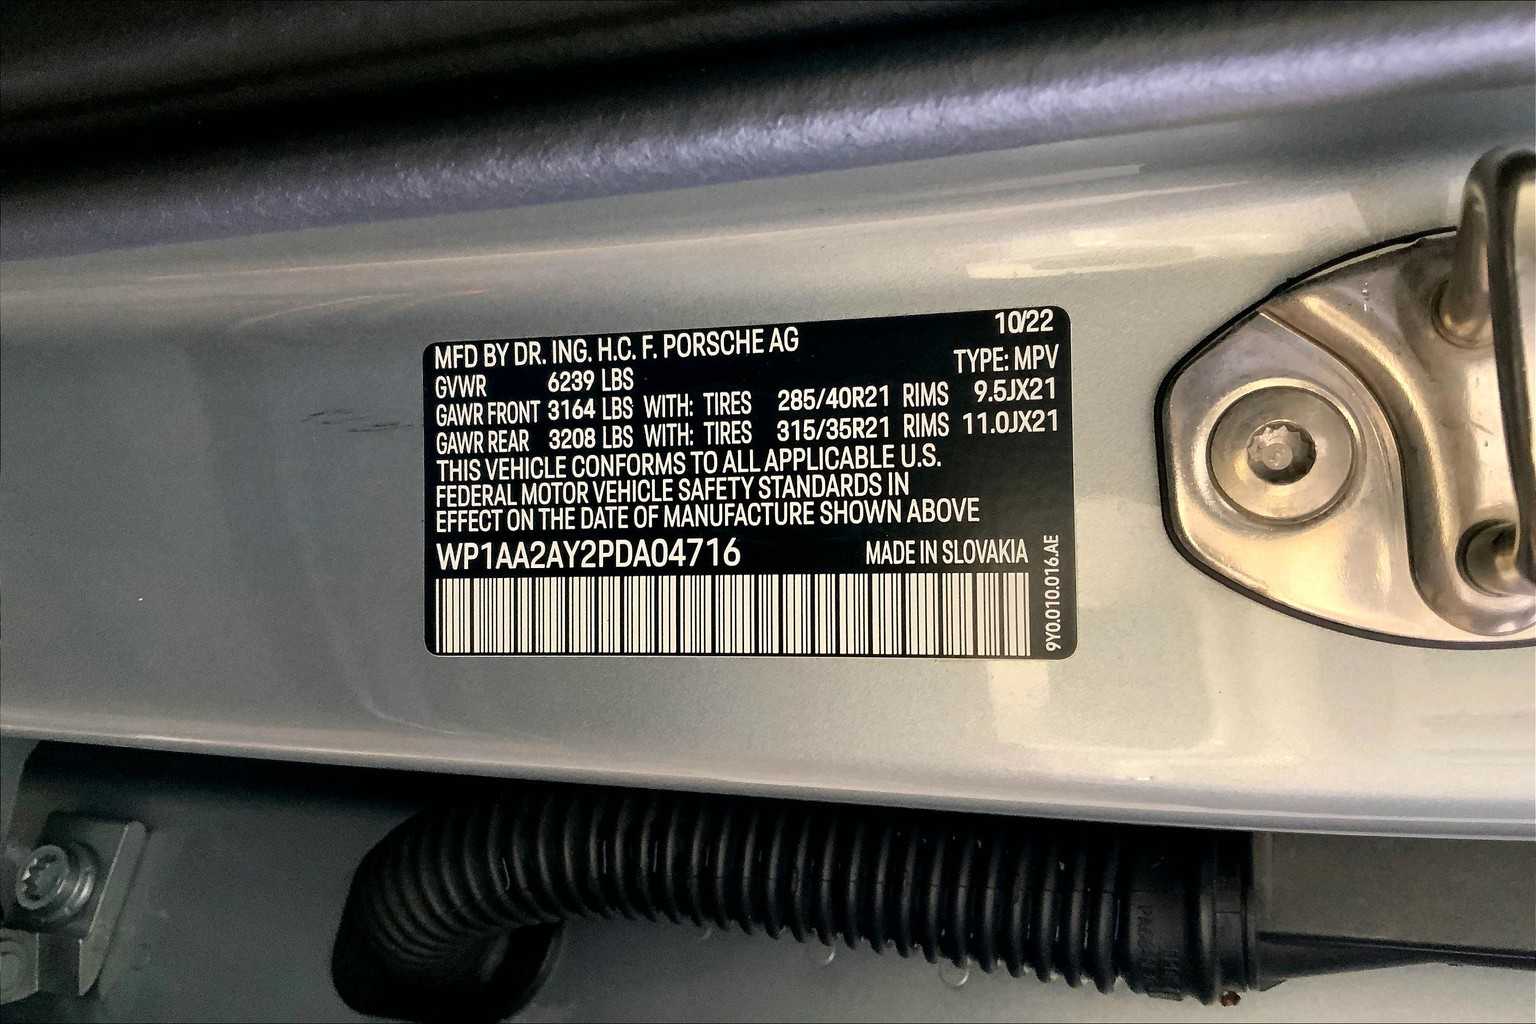 MFD BY DR. ING. H.C. F. PORSCHE AG 10/22
GVWR 6239 LBS TYPE: MPV
GAWR FRONT 3164 LBS WITH: TIRES 285/40R21 RIMS 9.5JX21
GAWR REAR 3208 LBS WITH: TIRES 315/35R21 RIMS 11.0JX21
THIS VEHICLE CONFORMS TO ALL APPLICABLE U.S.
FEDERAL MOTOR VEHICLE SAFETY STANDARDS IN
EFFECT ON THE DATE OF MANUFACTURE SHOWN ABOVE
WP1AA2AY2PDA04716 MADE IN SLOVAKIA
9Y0.010.016.AE